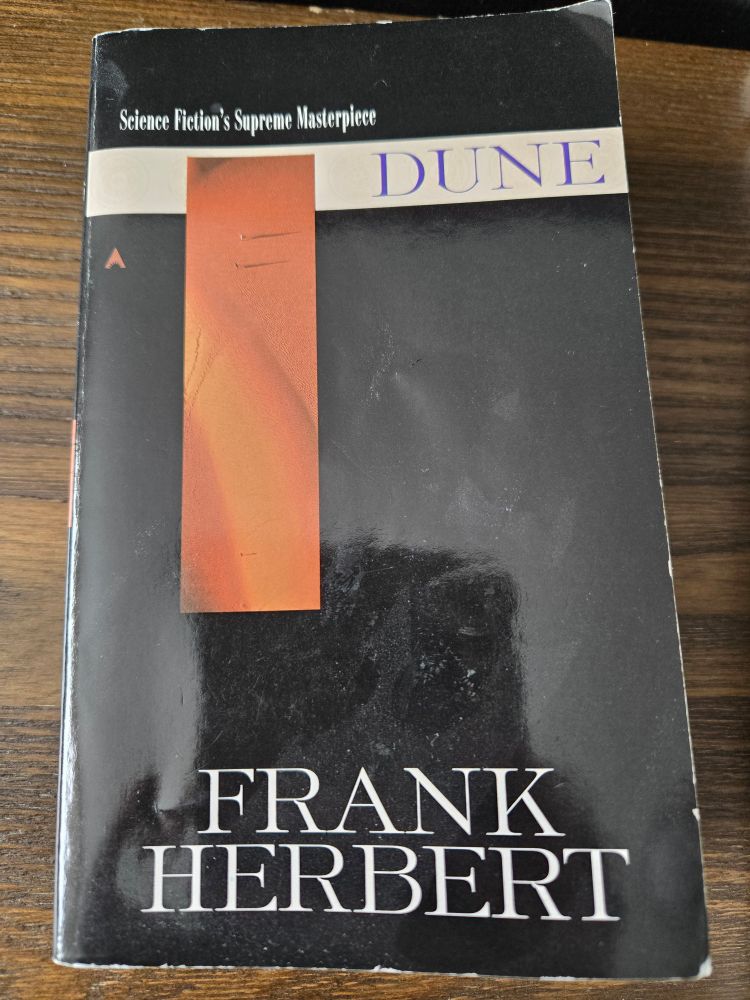 Science Fiction's Supreme Masterpiece
DUNE
FRANK
HERBERT